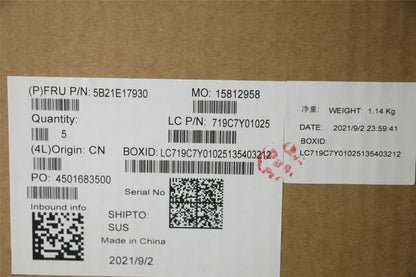 (P)FRU P/N: 5B21E17930
MO: 15812958
Quantity:
5
LC P/N: 719C7Y01025
(4L)Origin: CN
BOXID: LC719C7Y01025135403212
PO: 4501683500
Serial No
Inbound info
SHIPTO:
SUS
Made in China
2021/9/2
净重: WEIGHT: 1.14 Kg
DATE: 2021/9/2 23:59:41
BOXID:
LC719C7Y01025135403212